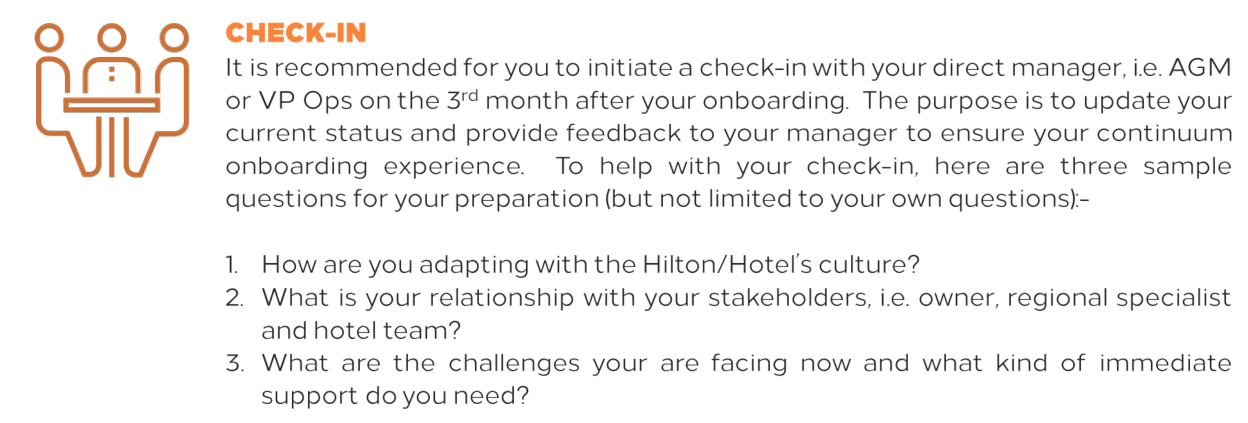 CHECK-IN
It is recommended for you to initiate a check-in with your direct manager, i.e. AGM
or VP Ops on the 3rd month after your onboarding. The purpose is to update your
current status and provide feedback to your manager to ensure your continuum
onboarding experience. To help with your check-in, here are three sample
questions for your preparation (but not limited to your own questions):-
1. How are you adapting with the Hilton/Hotel's culture?
2. What is your relationship with your stakeholders, i.e. owner, regional specialist
and hotel team?
3. What are the challenges your are facing now and what kind of immediate
support do you need?